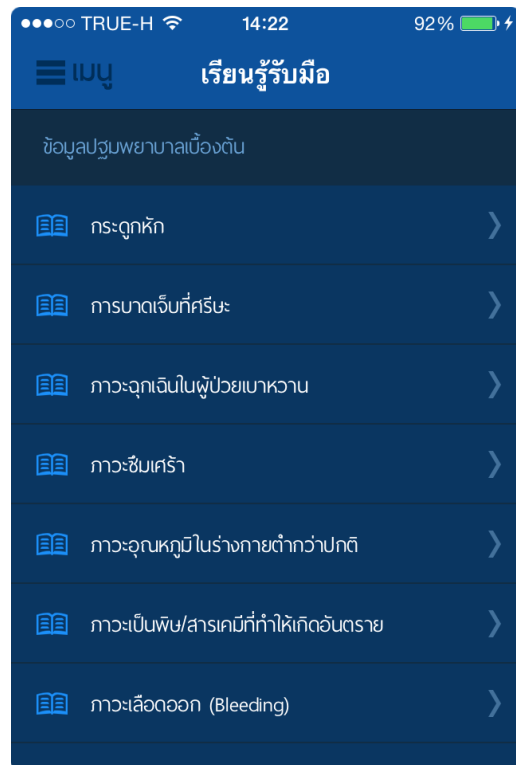 TRUE-H 14:22 92%
เมนู เรียนรู้รับมือ
ข้อมูลปฐมพยาบาลเบื้องต้น
กระดูกหัก
การบาดเจ็บที่ศรีษะ
ภาวะฉุกเฉินในผู้ป่วยเบาหวาน
ภาวะซึมเศร้า
ภาวะอุณหภูมิในร่างกายต่ำกว่าปกติ
ภาวะเป็นพิษ/สารเคมีที่ทำให้เกิดอันตราย
ภาวะเลือดออก (Bleeding)